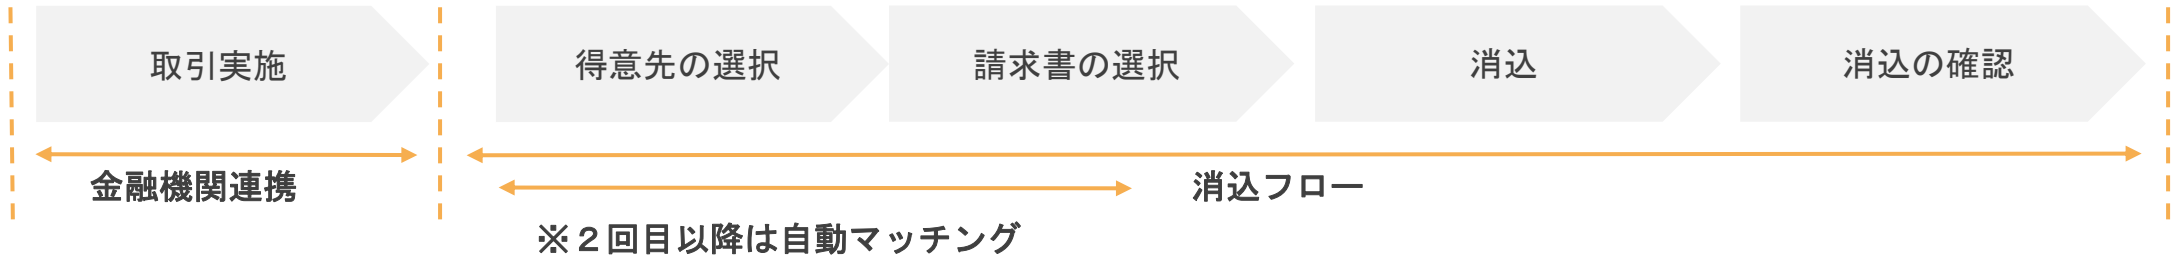 取引実施
得意先の選択
請求書の選択
消込
消込の確認
金融機関連携
消込フロー
※２回目以降は自動マッチング